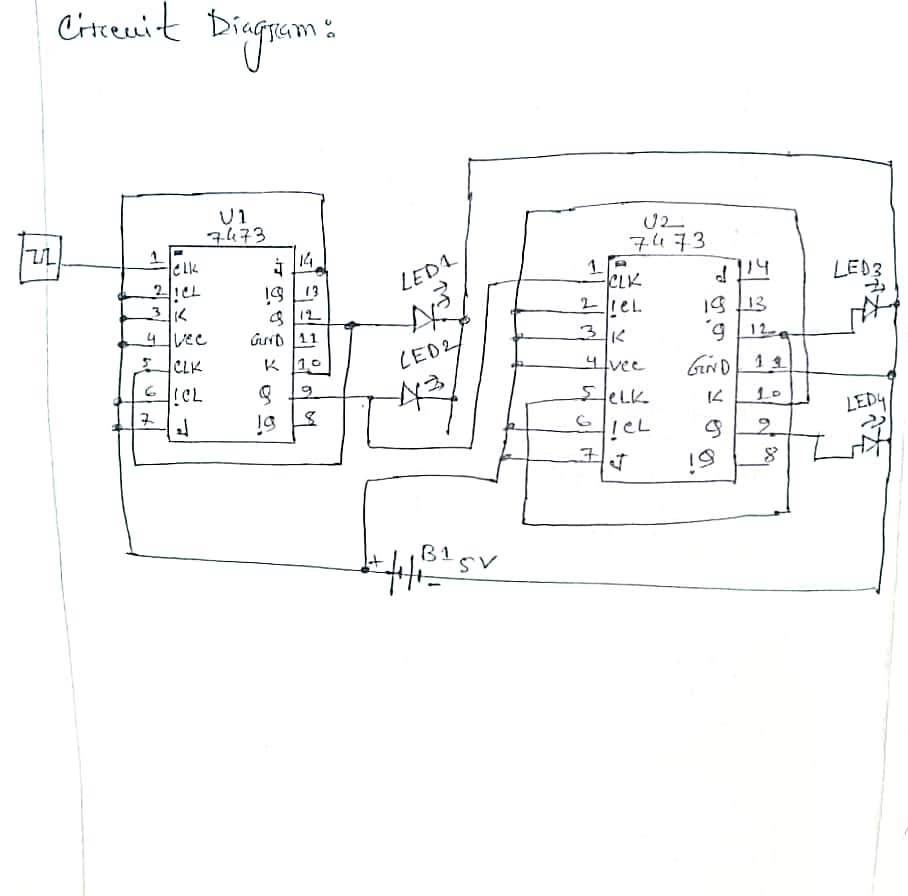 Circuit Diagram:
U1
7473
1 CLK J 14
2 !CL !Q 13
3 K Q 12
4 VCC GND 11
5 CLK K 10
6 !CL Q 9
7 J !Q 8
LED1
LED2
U2
7473
1 CLK J 14
2 !CL !Q 13
3 K Q 12
4 VCC GND 11
5 CLK K 10
6 !CL Q 9
7 J !Q 8
LED3
LED4
+ B1 5V -